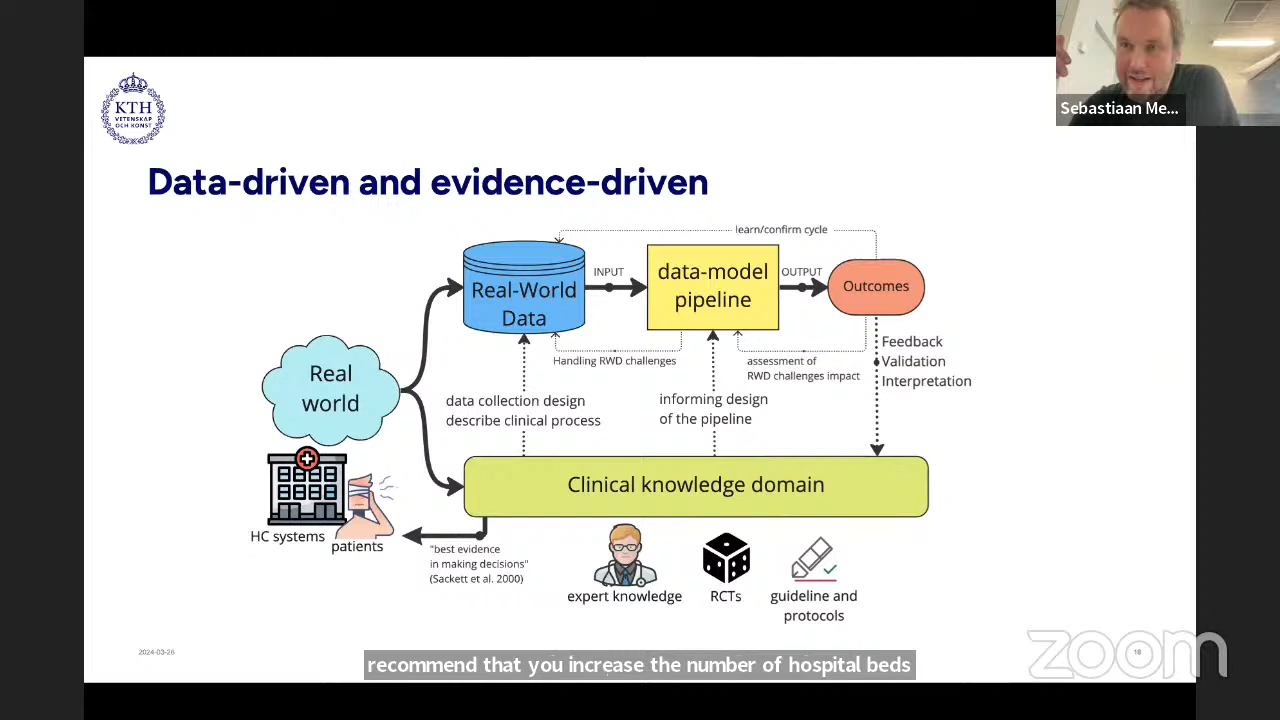 Sebastiaan Me...
KTH
VETENSKAP
OCH KONST
Data-driven and evidence-driven
learn/confirm cycle
Real-World
Data
INPUT
data-model
pipeline
OUTPUT
Outcomes
Handling RWD challenges
assessment of
RWD challenges impact
Feedback
Validation
Interpretation
Real
world
data collection design
describe clinical process
informing design
of the pipeline
Clinical knowledge domain
HC systems
patients
"best evidence
in making decisions"
(Sackett et al. 2000)
expert knowledge
RCTs
guideline and
protocols
2024-03-26
18
zoom
recommend that you increase the number of hospital beds